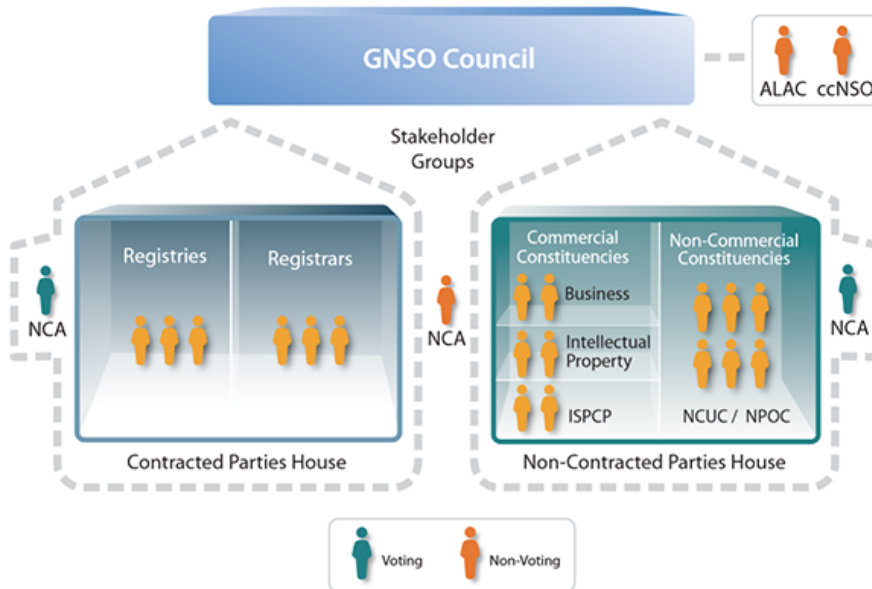 GNSO Council
ALAC ccNSO
Stakeholder
Groups
Registries
Registrars
NCA
Contracted Parties House
NCA
Commercial
Constituencies
Business
Intellectual
Property
ISPCP
Non-Commercial
Constituencies
NCUC / NPOC
NCA
Non-Contracted Parties House
Voting
Non-Voting